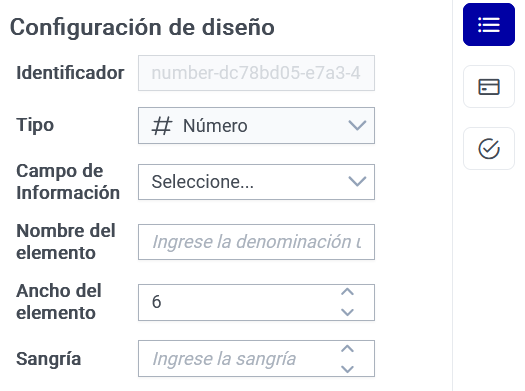 Configuración de diseño
Identificador
number-dc78bd05-e7a3-4
Tipo
# Número
Campo de
Información
Seleccione...
Nombre del
elemento
Ingrese la denominación
Ancho del
elemento
6
Sangría
Ingrese la sangría